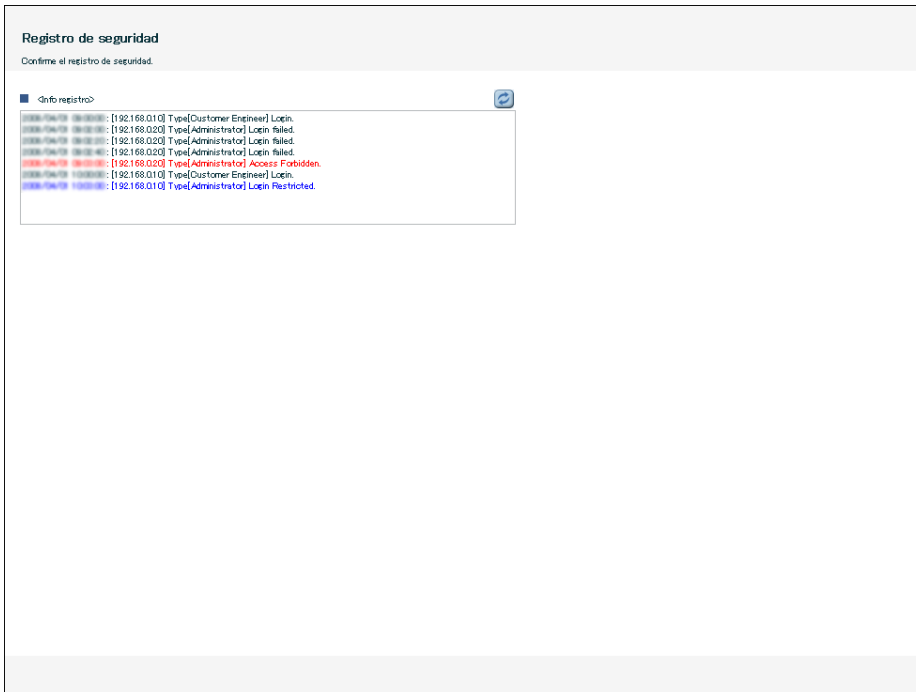 Registro de seguridad
Confirme el registro de seguridad.
<Info registro>
: [192.168.0.10] Type[Customer Engineer] Login.
: [192.168.0.20] Type[Administrator] Login failed.
: [192.168.0.20] Type[Administrator] Login failed.
: [192.168.0.20] Type[Administrator] Login failed.
: [192.168.0.20] Type[Administrator] Access Forbidden.
: [192.168.0.10] Type[Customer Engineer] Login.
: [192.168.0.10] Type[Administrator] Login Restricted.